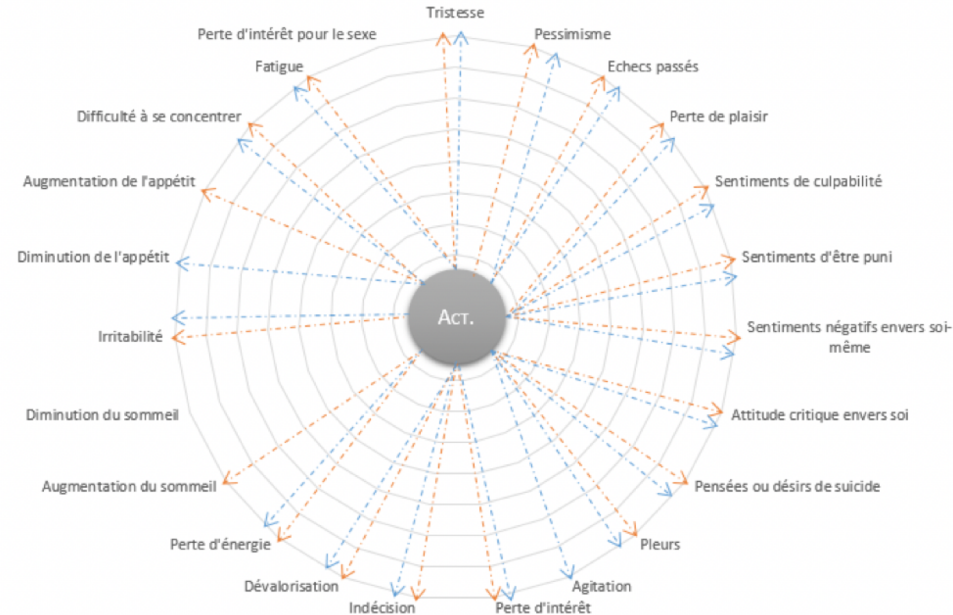 Tristesse
Perte d'intérêt pour le sexe
Pessimisme
Fatigue
Echecs passés
Difficulté à se concentrer
Perte de plaisir
Augmentation de l'appétit
Sentiments de culpabilité
Diminution de l'appétit
Sentiments d'être puni
ACT.
Irritabilité
Sentiments négatifs envers soi-
même
Diminution du sommeil
Attitude critique envers soi
Augmentation du sommeil
Pensées ou désirs de suicide
Perte d'énergie
Pleurs
Dévalorisation
Agitation
Indécision
Perte d'intérêt